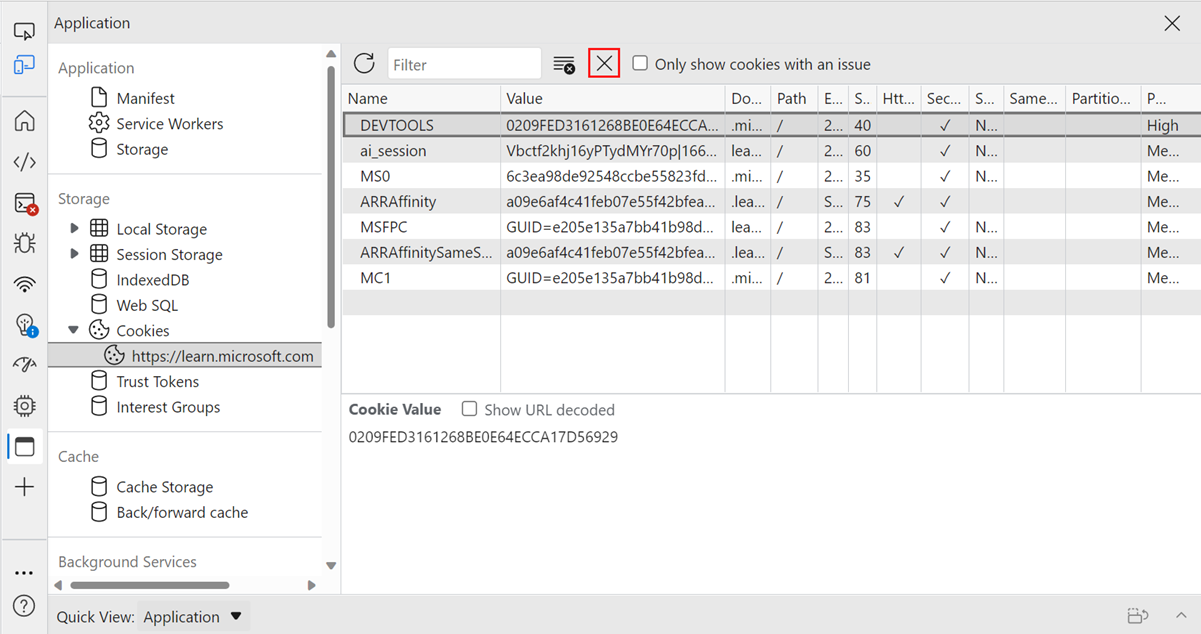 Application
Application
Manifest
Service Workers
Storage
Storage
Local Storage
Session Storage
IndexedDB
Web SQL
Cookies
https://learn.microsoft.com
Trust Tokens
Interest Groups
Cache
Cache Storage
Back/forward cache
Background Services
Filter Only show cookies with an issue
Name Value Do... Path E... S.. Htt... Sec... S... Same... Partitio... P...
DEVTOOLS 0209FED3161268BE0E64ECCA... .mi... / 2... 40 ✓ N... High
ai_session Vbctf2khj16yPTydMYr70p|166... lea... / 2... 60 ✓ N... Me...
MS0 6c3ea98de92548ccbe55823fd... .mi... / 2... 35 ✓ N... Me...
ARRAffinity a09e6af4c41feb07e55f42bfea... .lea... / S... 75 ✓ ✓ Me...
MSFPC GUID=e205e135a7bb41b98d... lea... / 2... 83 ✓ N... Me...
ARRAffinitySameS... a09e6af4c41feb07e55f42bfea... .lea... / S... 83 ✓ ✓ N... Me...
MC1 GUID=e205e135a7bb41b98d... .mi... / 2... 81 ✓ N... Me...
Cookie Value Show URL decoded
0209FED3161268BE0E64ECCA17D56929
Quick View: Application